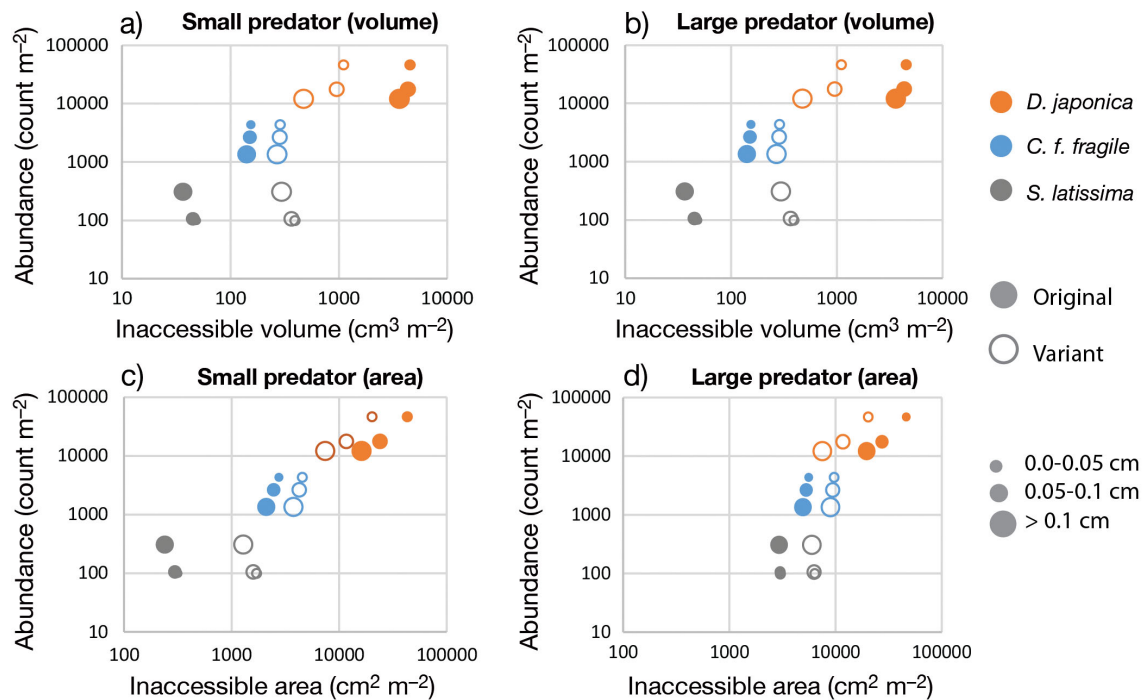 a) Small predator (volume)
b) Large predator (volume)
Abundance (count m⁻²)
100000
10000
1000
100
10
10 100 1000 10000
Inaccessible volume (cm³ m⁻²)
Abundance (count m⁻²)
100000
10000
1000
100
10
10 100 1000 10000
Inaccessible volume (cm³ m⁻²)
D. japonica
C. f. fragile
S. latissima
Original
Variant
c) Small predator (area)
d) Large predator (area)
Abundance (count m⁻²)
100000
10000
1000
100
10
100 1000 10000 100000
Inaccessible area (cm² m⁻²)
Abundance (count m⁻²)
100000
10000
1000
100
10
100 1000 10000 100000
Inaccessible area (cm² m⁻²)
0.0-0.05 cm
0.05-0.1 cm
> 0.1 cm